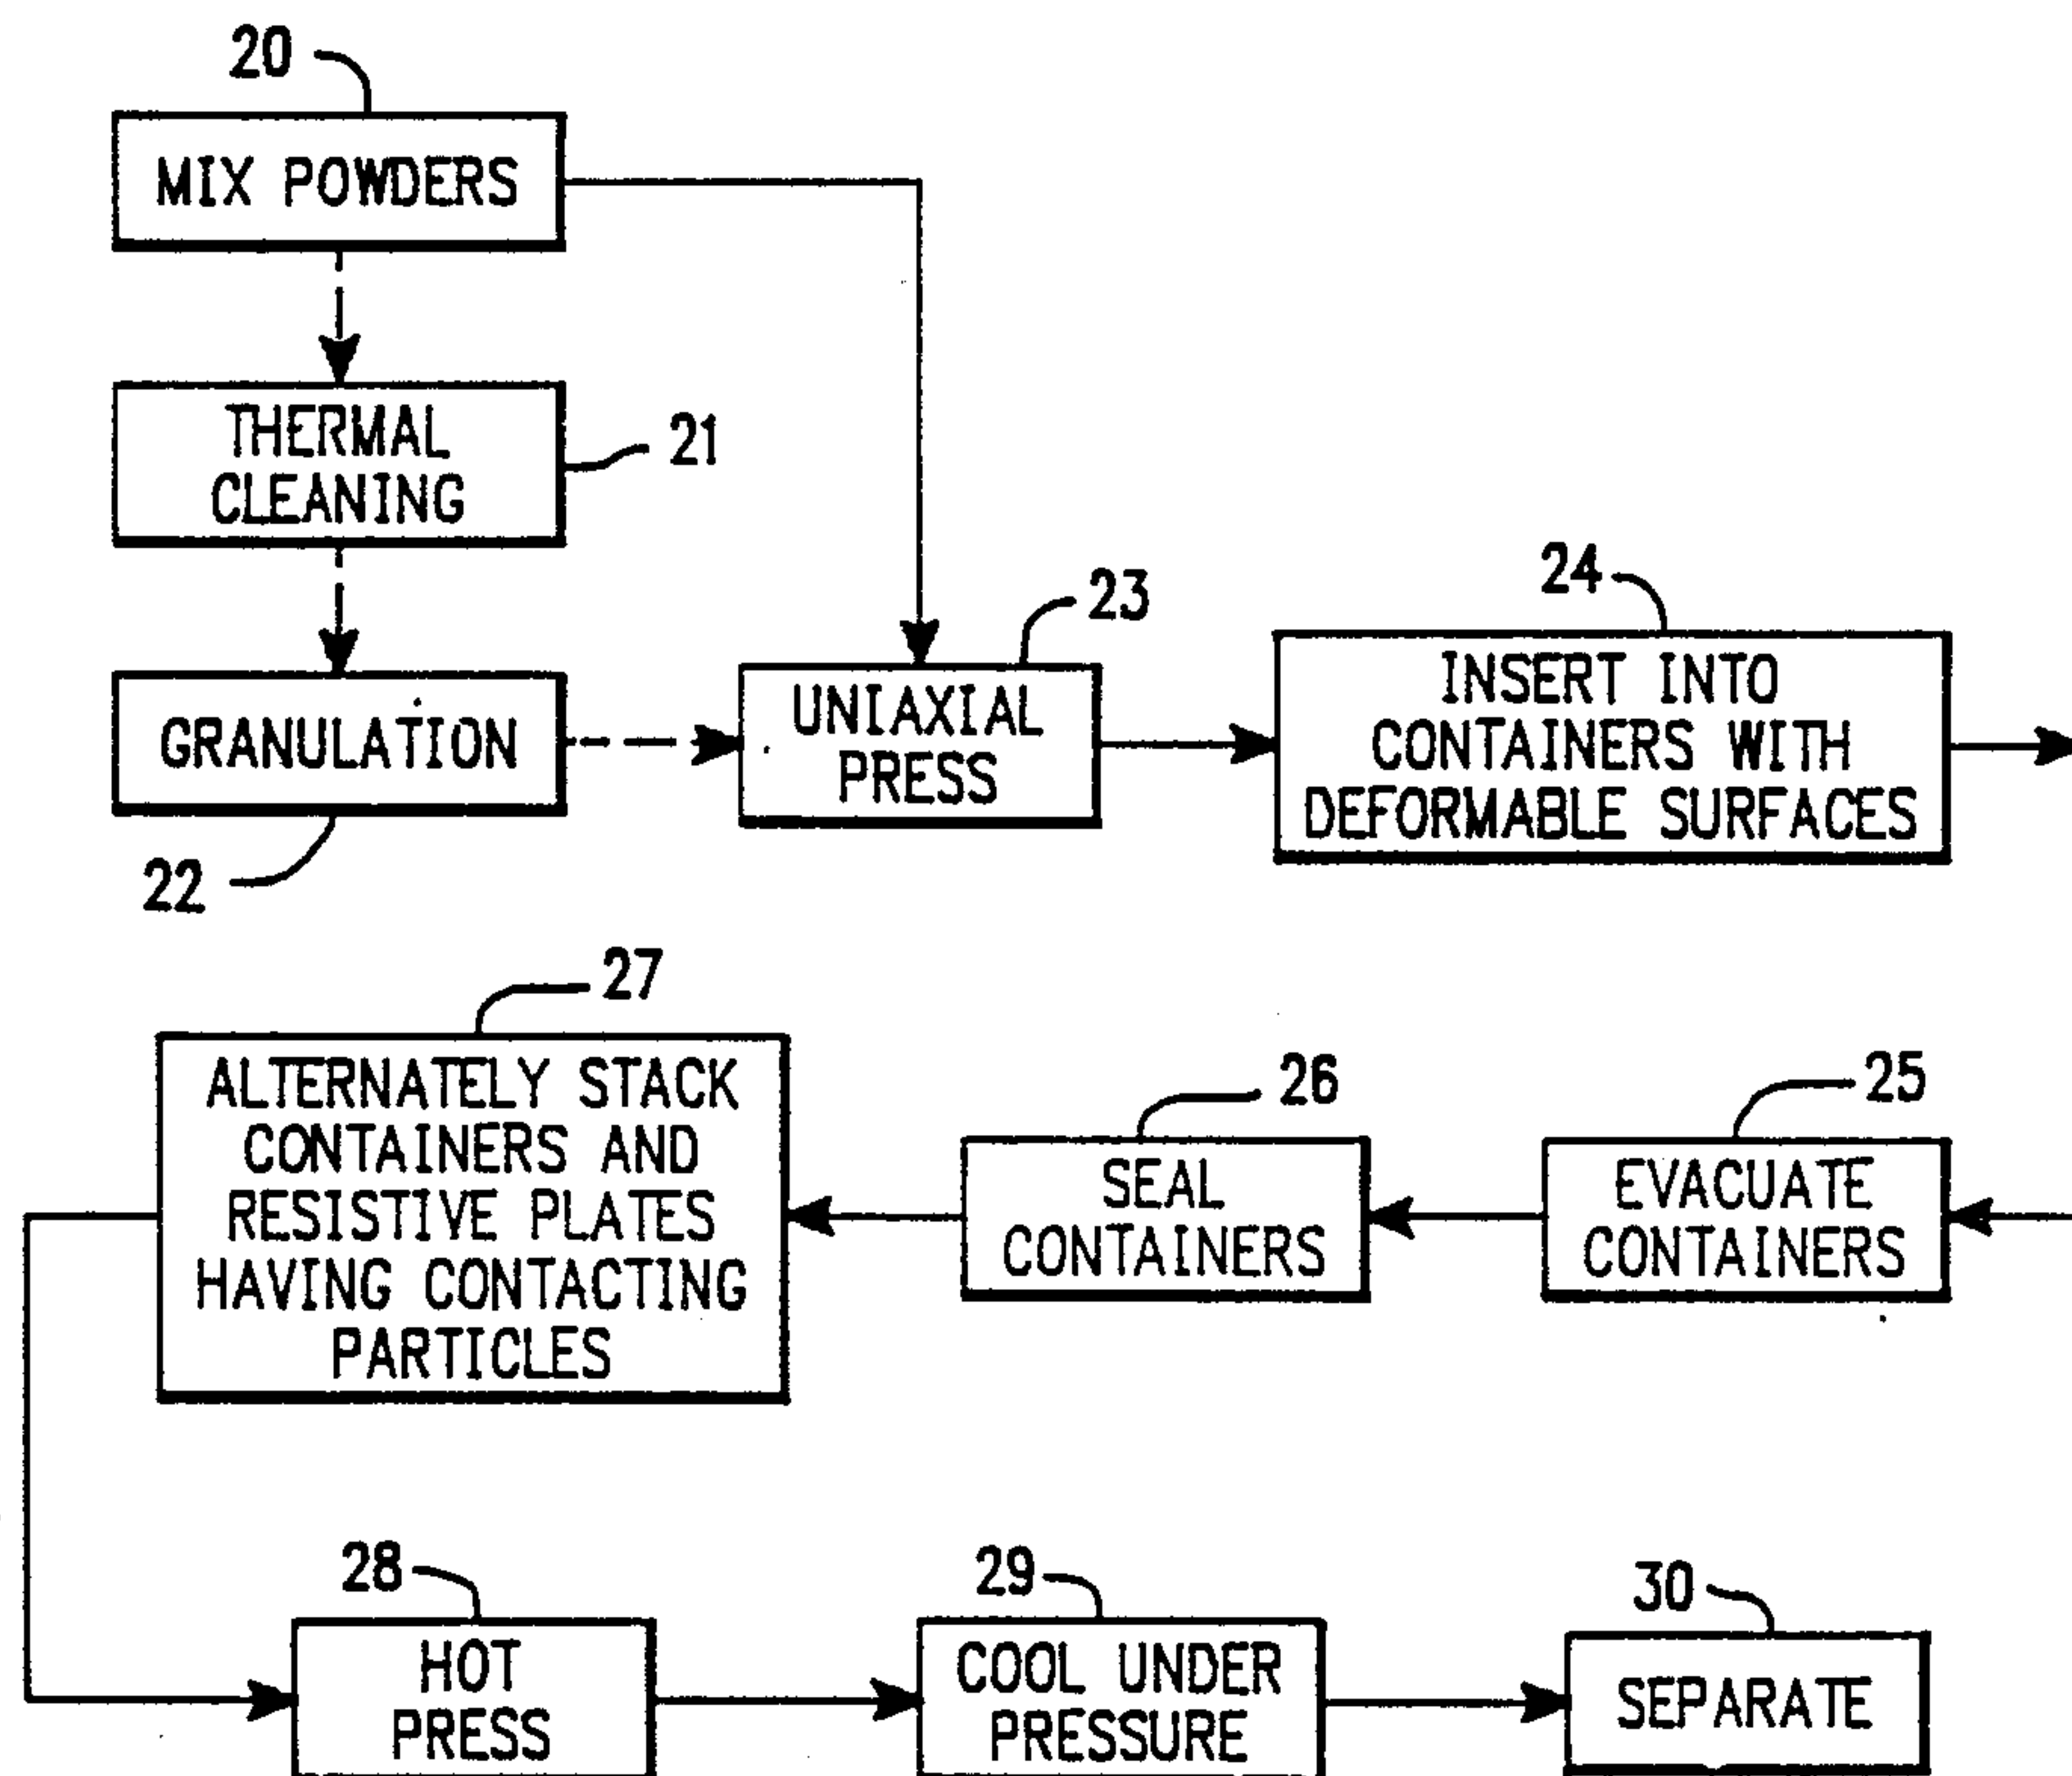 20
MIX POWDERS
THERMAL
CLEANING
21
GRANULATION
22
23
UNIAXIAL
PRESS
24
INSERT INTO
CONTAINERS WITH
DEFORMABLE SURFACES
25
EVACUATE
CONTAINERS
26
SEAL
CONTAINERS
27
ALTERNATELY STACK
CONTAINERS AND
RESISTIVE PLATES
HAVING CONTACTING
PARTICLES
28
HOT
PRESS
29
COOL UNDER
PRESSURE
30
SEPARATE